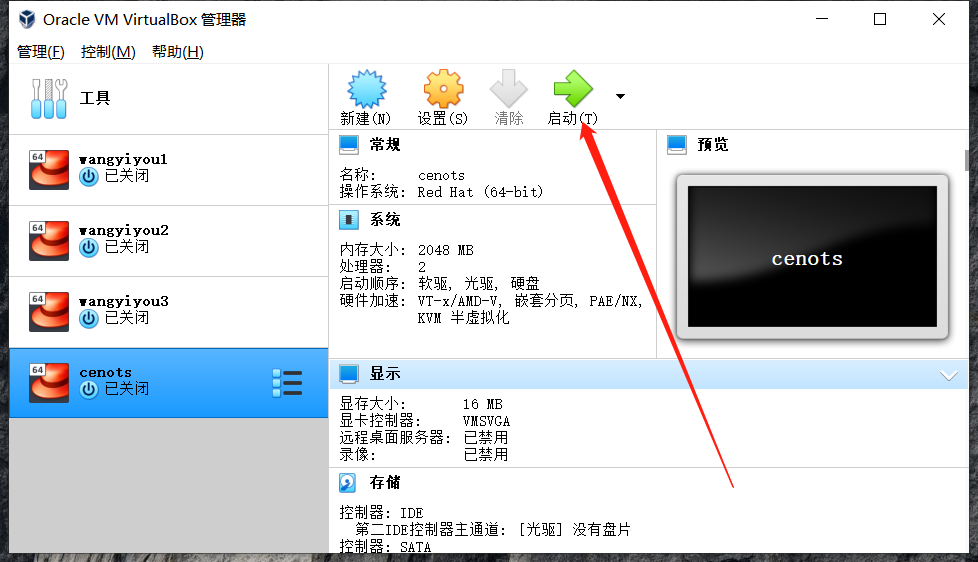 Oracle VM VirtualBox 管理器
管理(F) 控制(M) 帮助(H)
工具
新建(N) 设置(S) 清除 启动(T)
64
wangyiyou1
已关闭
64
wangyiyou2
已关闭
64
wangyiyou3
已关闭
64
cenots
已关闭
常规
名称: cenots
操作系统: Red Hat (64-bit)
系统
内存大小: 2048 MB
处理器: 2
启动顺序: 软驱, 光驱, 硬盘
硬件加速: VT-x/AMD-V, 嵌套分页, PAE/NX,
KVM 半虚拟化
预览
cenots
显示
显存大小: 16 MB
显卡控制器: VMSVGA
远程桌面服务器: 已禁用
录像: 已禁用
存储
控制器: IDE
第二IDE控制器主通道: [光驱] 没有盘片
控制器: SATA